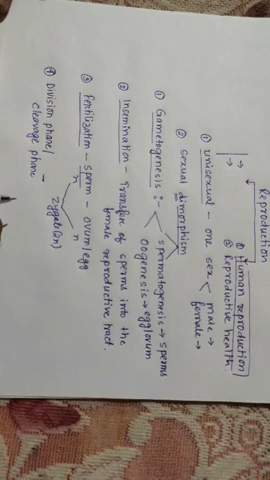 Reproduction
① Human reproduction
② Reproductive health
① unisexual - one sex < male →
female →
② sexual dimorphism
① Gametogenesis :- < spermatogenesis → sperms
Oogenesis → egg/ovum
② Insemination - Transfer of sperms into the
female reproductive tract.
③ Fertilization - sperm - ovum/egg
n n
zygote(2n)
④ Division phase/ -
cleavage phase